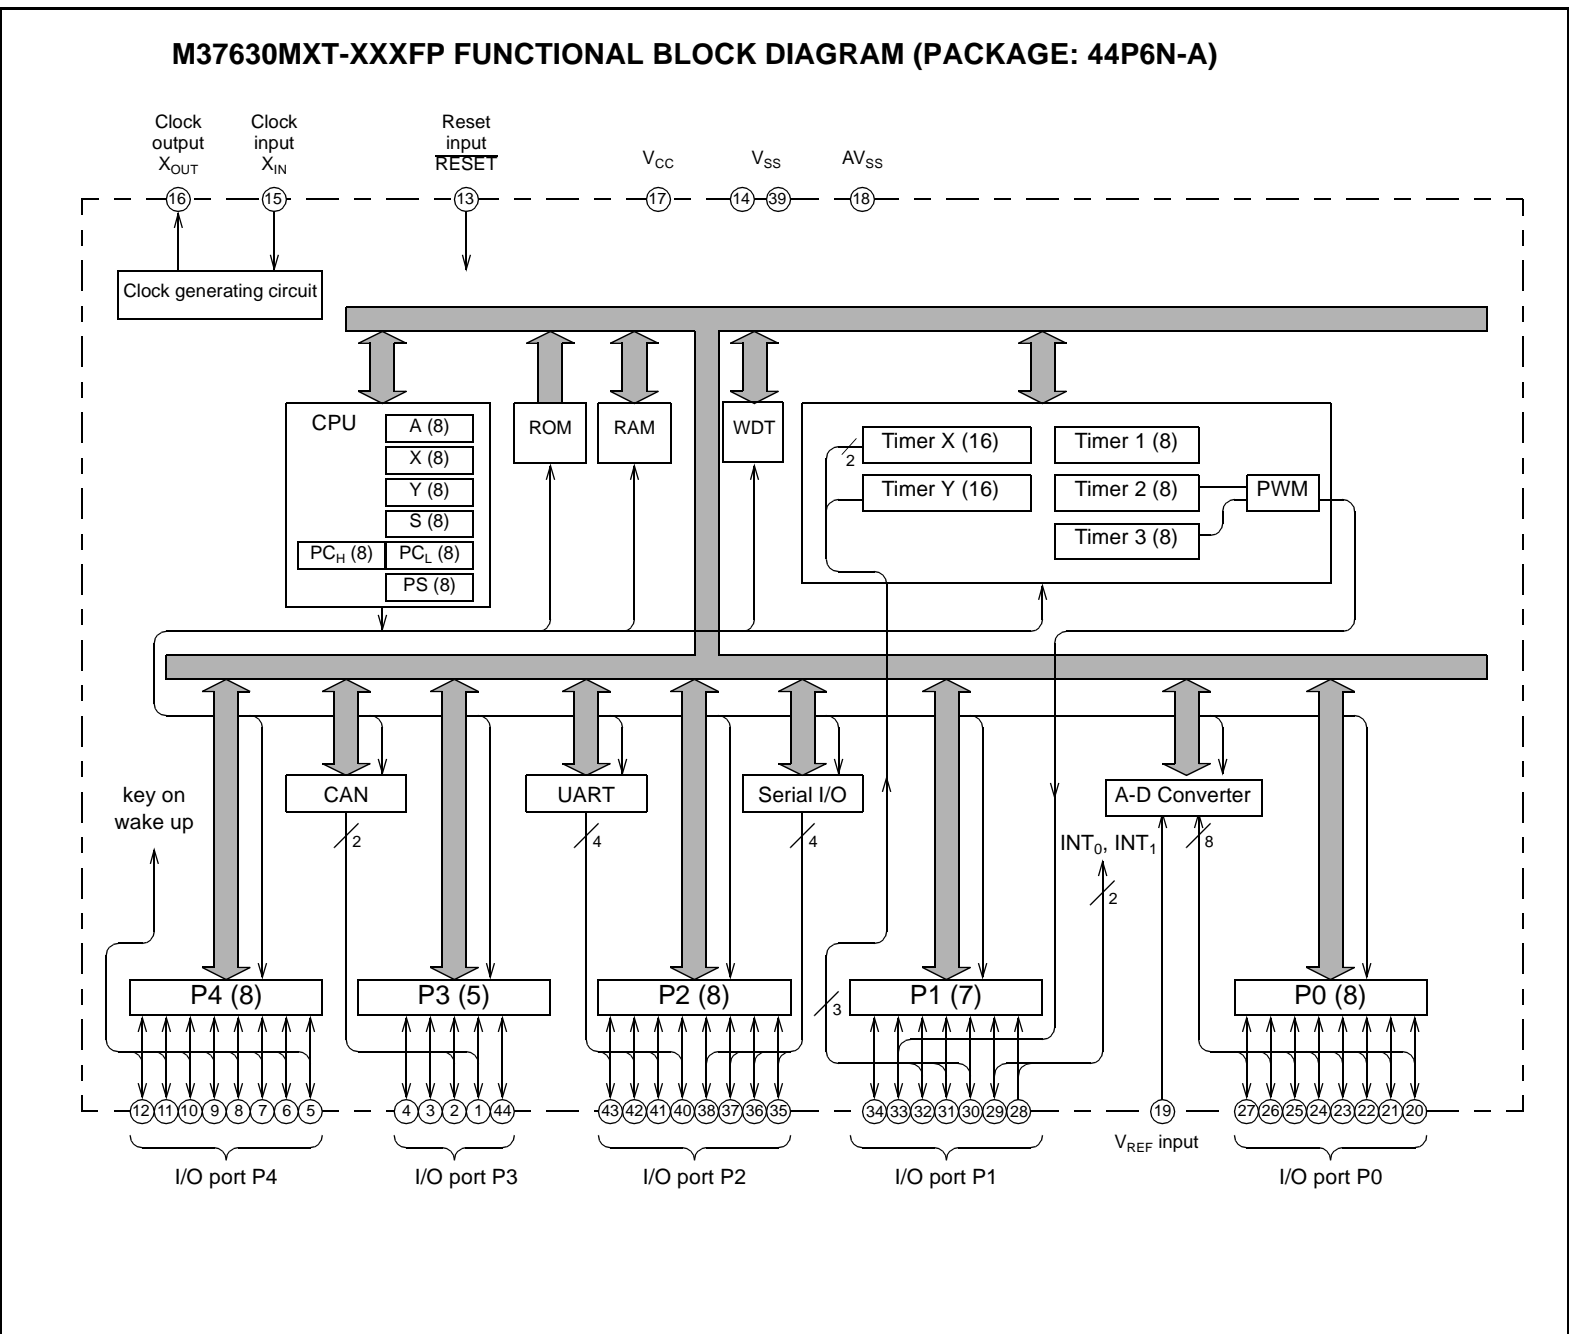 M37630MXT-XXXFP FUNCTIONAL BLOCK DIAGRAM (PACKAGE: 44P6N-A)
Clock output XOUT
Clock input XIN
Reset input RESET
VCC
VSS
AVSS
16
15
13
17
14
39
18
Clock generating circuit
CPU
A (8)
X (8)
Y (8)
S (8)
PCH (8)
PCL (8)
PS (8)
ROM
RAM
WDT
2
Timer X (16)
Timer Y (16)
Timer 1 (8)
Timer 2 (8)
Timer 3 (8)
PWM
key on wake up
CAN
2
UART
4
Serial I/O
4
INT0, INT1
2
A-D Converter
8
3
P4 (8)
P3 (5)
P2 (8)
P1 (7)
P0 (8)
12 11 10 9 8 7 6 5
4 3 2 1 44
43 42 41 40 38 37 36 35
34 33 32 31 30 29 28
19
27 26 25 24 23 22 21 20
VREF input
I/O port P4
I/O port P3
I/O port P2
I/O port P1
I/O port P0